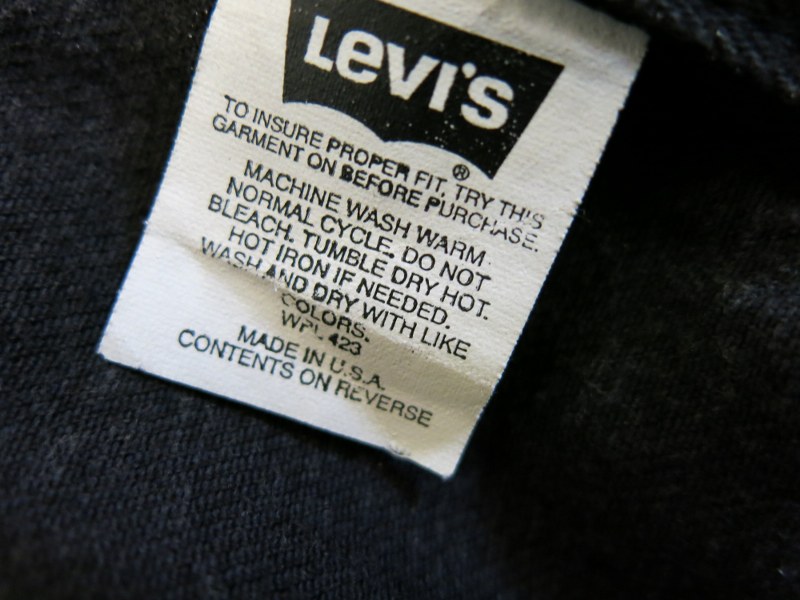 LEVI'S
®
TO INSURE PROPER FIT, TRY THIS
GARMENT ON BEFORE PURCHASE.
MACHINE WASH WARM.
NORMAL CYCLE. DO NOT
BLEACH. TUMBLE DRY HOT.
HOT IRON IF NEEDED.
WASH AND DRY WITH LIKE
COLORS.
WPL 423
MADE IN U.S.A.
CONTENTS ON REVERSE